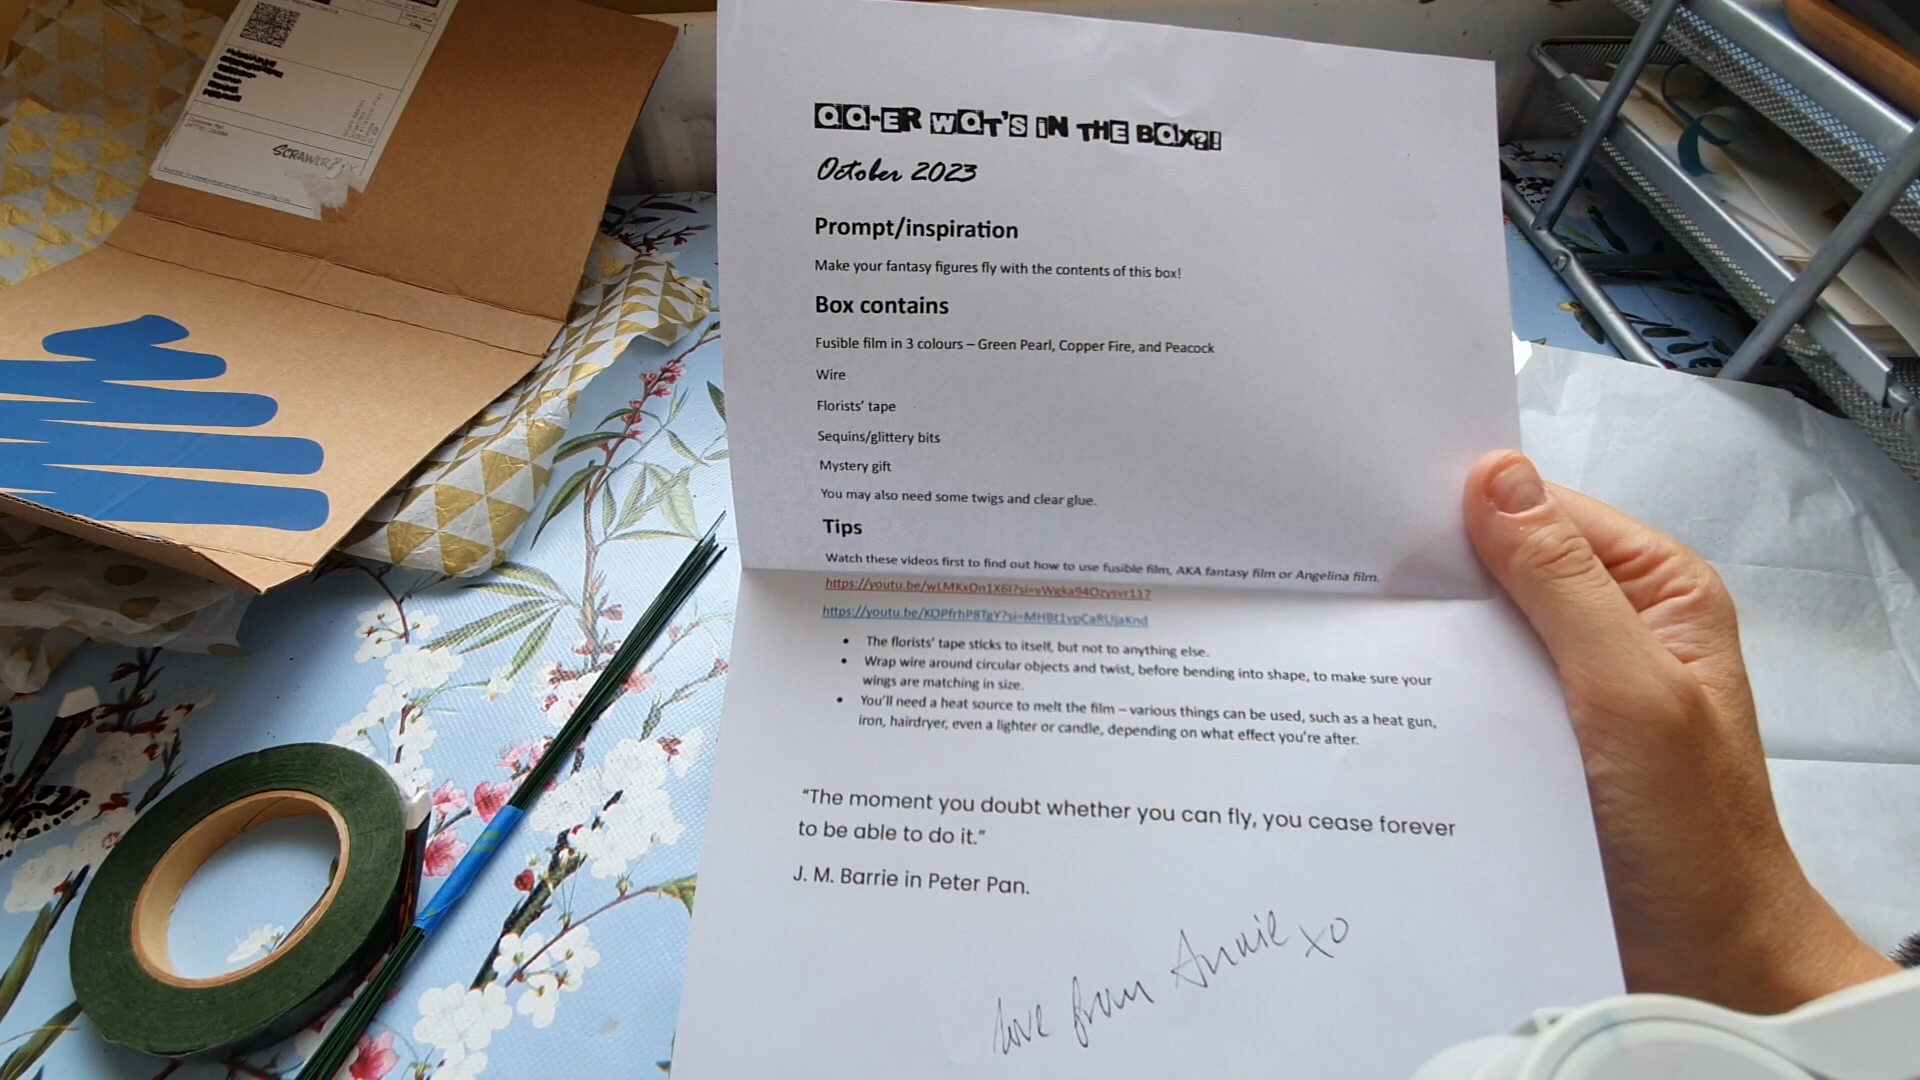 SCRAWLRBOX
OO-ER WOT'S IN THE BOX?!
October 2023
Prompt/inspiration
Make your fantasy figures fly with the contents of this box!
Box contains
Fusible film in 3 colours – Green Pearl, Copper Fire, and Peacock
Wire
Florists' tape
Sequins/glittery bits
Mystery gift
You may also need some twigs and clear glue.
Tips
Watch these videos first to find out how to use fusible film, AKA fantasy film or Angelina film.
• The florists' tape sticks to itself, but not to anything else.
• Wrap wire around circular objects and twist, before bending into shape, to make sure your
wings are matching in size.
• You'll need a heat source to melt the film – various things can be used, such as a heat gun,
iron, hairdryer, even a lighter or candle, depending on what effect you're after.
"The moment you doubt whether you can fly, you cease forever
to be able to do it."
J. M. Barrie in Peter Pan.
love from Annie xo